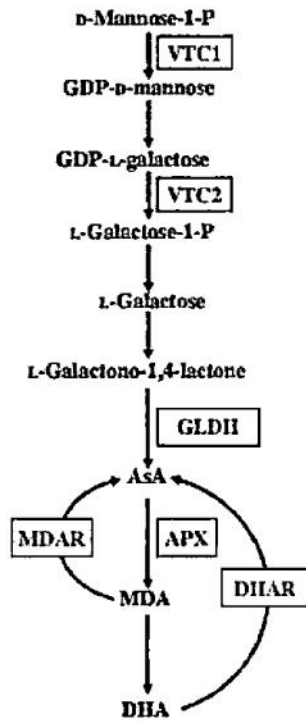 D-Mannose-1-P
VTC1
GDP-D-mannose
GDP-L-galactose
VTC2
L-Galactose-1-P
L-Galactose
L-Galactono-1,4-lactone
GLDH
AsA
MDAR
APX
DHAR
MDA
DHA